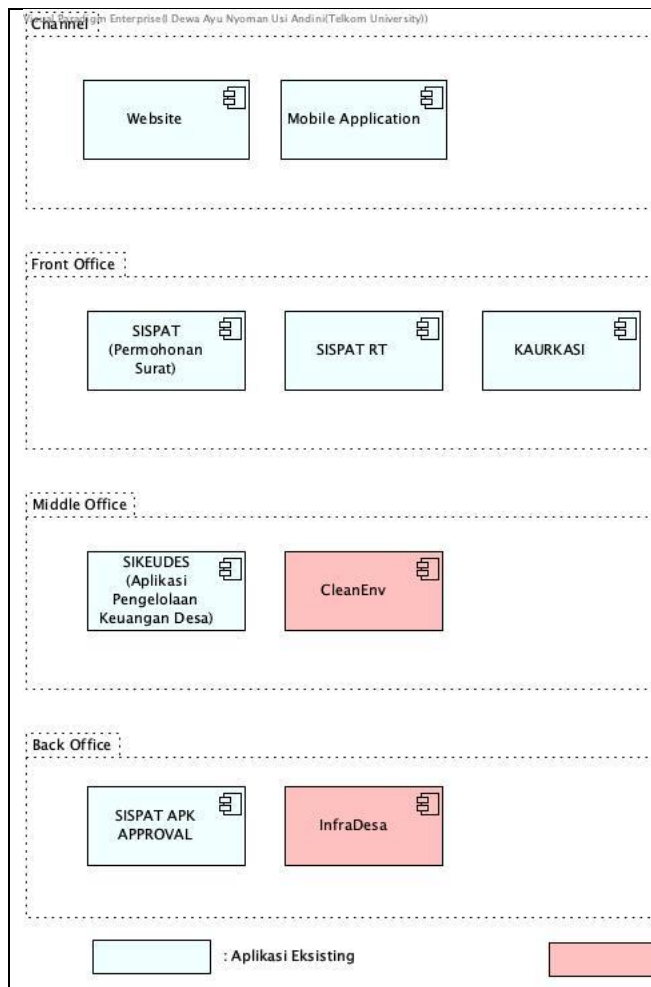 Visual Paradigm Enterprise(I Dewa Ayu Nyoman Usi Andini(Telkom University))
Channel
Website
Mobile Application
Front Office
SISPAT
(Permohonan
Surat)
SISPAT RT
KAURKASI
Middle Office
SIKEUDES
(Aplikasi
Pengelolaan
Keuangan Desa)
CleanEnv
Back Office
SISPAT APK
APPROVAL
InfraDesa
: Aplikasi Eksisting